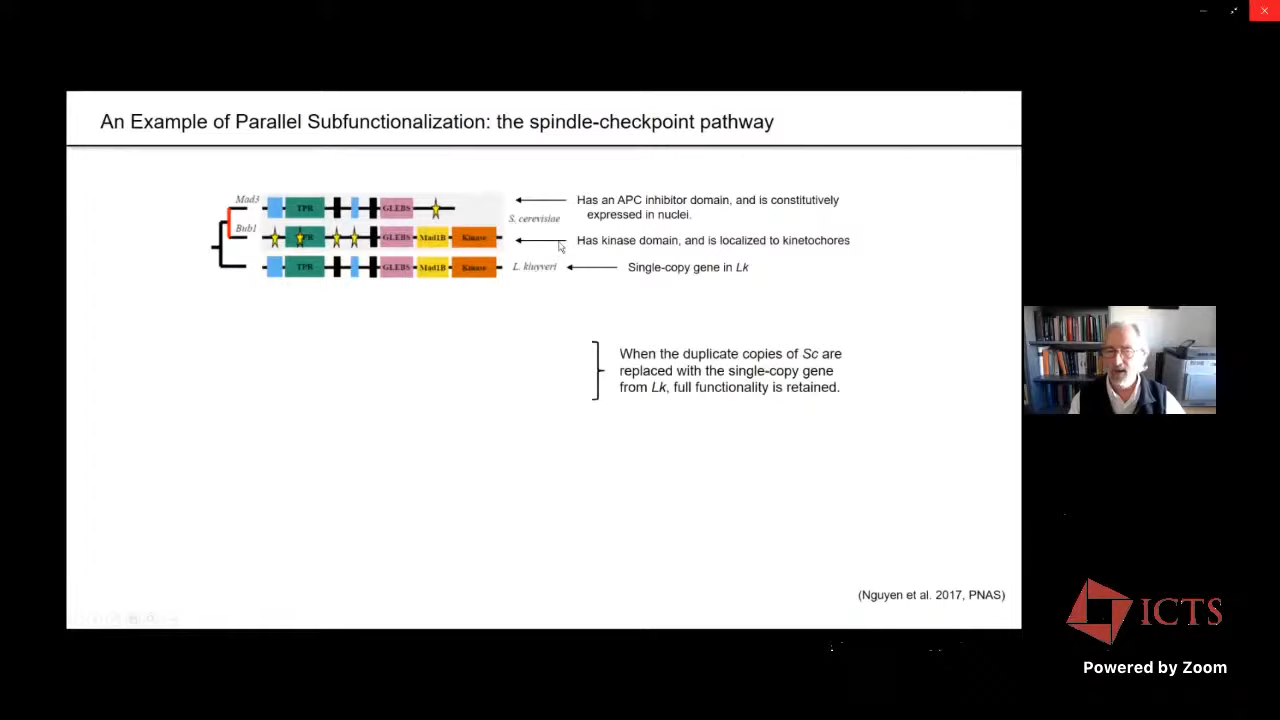 An Example of Parallel Subfunctionalization: the spindle-checkpoint pathway
Mad3
TPR
GLEBS
Has an APC inhibitor domain, and is constitutively
expressed in nuclei.
S. cerevisiae
Bub1
GLEBS
Mad1B
Kinase
Has kinase domain, and is localized to kinetochores
TPR
GLEBS
Mad1B
Kinase
L. kluyveri
Single-copy gene in Lk
When the duplicate copies of Sc are
replaced with the single-copy gene
from Lk, full functionality is retained.
(Nguyen et al. 2017, PNAS)
ICTS
Powered by Zoom